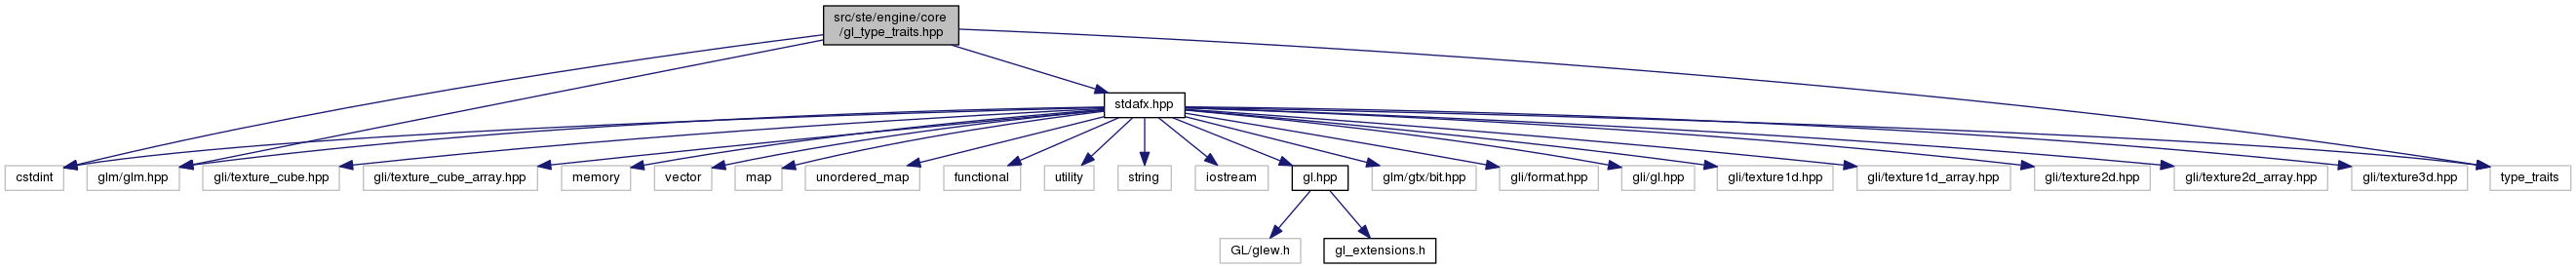 src/ste/engine/core
/gl_type_traits.hpp
stdafx.hpp
cstdint
glm/glm.hpp
gli/texture_cube.hpp
gli/texture_cube_array.hpp
memory
vector
map
unordered_map
functional
utility
string
iostream
gl.hpp
glm/gtx/bit.hpp
gli/format.hpp
gli/gl.hpp
gli/texture1d.hpp
gli/texture1d_array.hpp
gli/texture2d.hpp
gli/texture2d_array.hpp
gli/texture3d.hpp
type_traits
GL/glew.h
gl_extensions.h